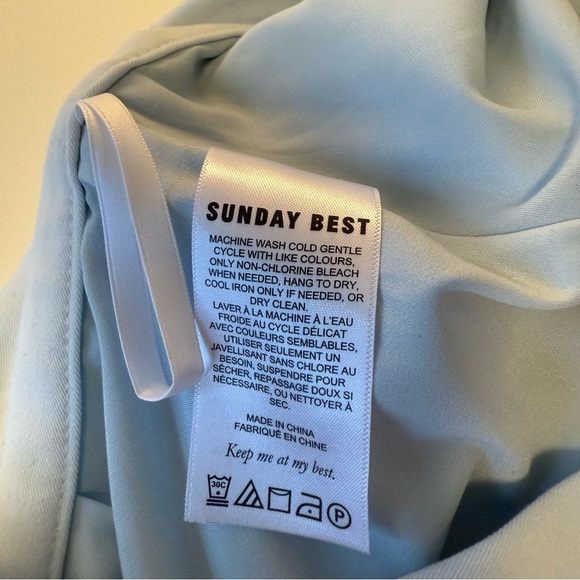 SUNDAY BEST
MACHINE WASH COLD GENTLE
CYCLE WITH LIKE COLOURS,
ONLY NON-CHLORINE BLEACH
WHEN NEEDED, HANG TO DRY,
COOL IRON ONLY IF NEEDED, OR
DRY CLEAN.
LAVER À LA MACHINE À L'EAU
FROIDE AU CYCLE DÉLICAT
AVEC COULEURS SEMBLABLES,
UTILISER SEULEMENT UN
JAVELLISANT SANS CHLORE AU
BESOIN, SUSPENDRE POUR
SÉCHER, REPASSAGE DOUX SI
NÉCESSAIRE, OU NETTOYER À
SEC.
MADE IN CHINA
FABRIQUÉ EN CHINE
Keep me at my best.
30C P